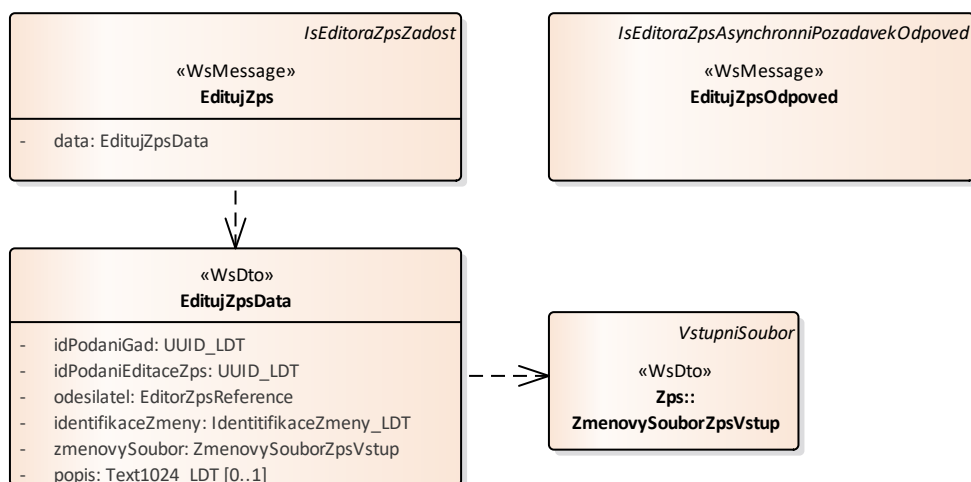 IsEditoraZpsZadost
«WsMessage»
EditujZps
- data: EditujZpsData
IsEditoraZpsAsynchronniPozadavekOdpoved
«WsMessage»
EditujZpsOdpoved
«WsDto»
EditujZpsData
- idPodaniGad: UUID_LDT
- idPodaniEditaceZps: UUID_LDT
- odesilatel: EditorZpsReference
- identifikaceZmeny: IdentitifikaceZmeny_LDT
- zmenovySoubor: ZmenovySouborZpsVstup
- popis: Text1024_LDT [0..1]
VstupniSoubor
«WsDto»
Zps::
ZmenovySouborZpsVstup